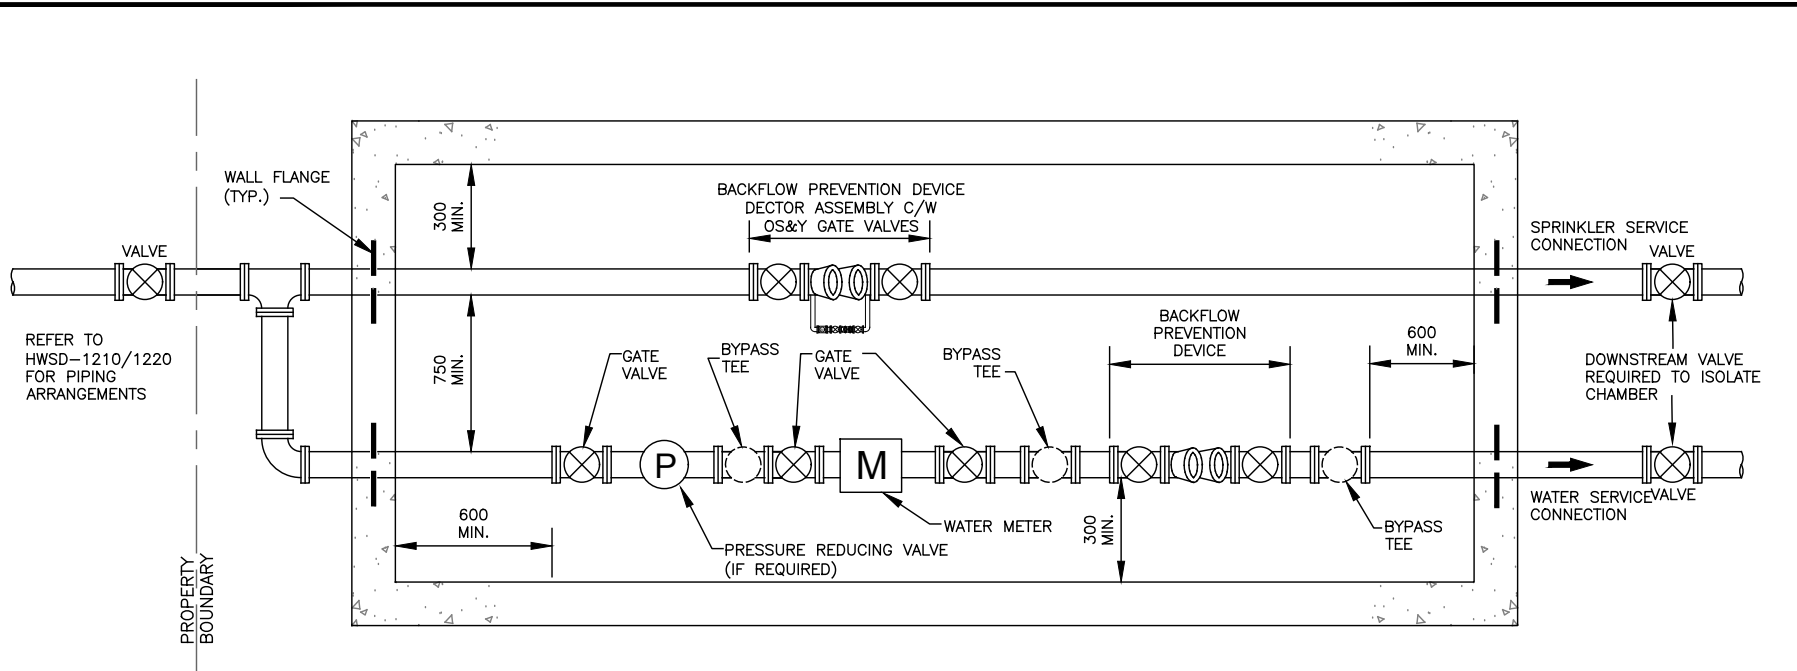 WALL FLANGE
(TYP.)
300
MIN.
BACKFLOW PREVENTION DEVICE
DECTOR ASSEMBLY C/W
OS&Y GATE VALVES
SPRINKLER SERVICE
CONNECTION
VALVE
VALVE
REFER TO
HWSD-1210/1220
FOR PIPING
ARRANGEMENTS
750
MIN.
GATE
VALVE
BYPASS
TEE
GATE
VALVE
BYPASS
TEE
BACKFLOW
PREVENTION
DEVICE
600
MIN.
DOWNSTREAM VALVE
REQUIRED TO ISOLATE
CHAMBER
P
M
600
MIN.
PRESSURE REDUCING VALVE
(IF REQUIRED)
WATER METER
300
MIN.
BYPASS
TEE
WATER SERVICE
CONNECTION
VALVE
PROPERTY
BOUNDARY